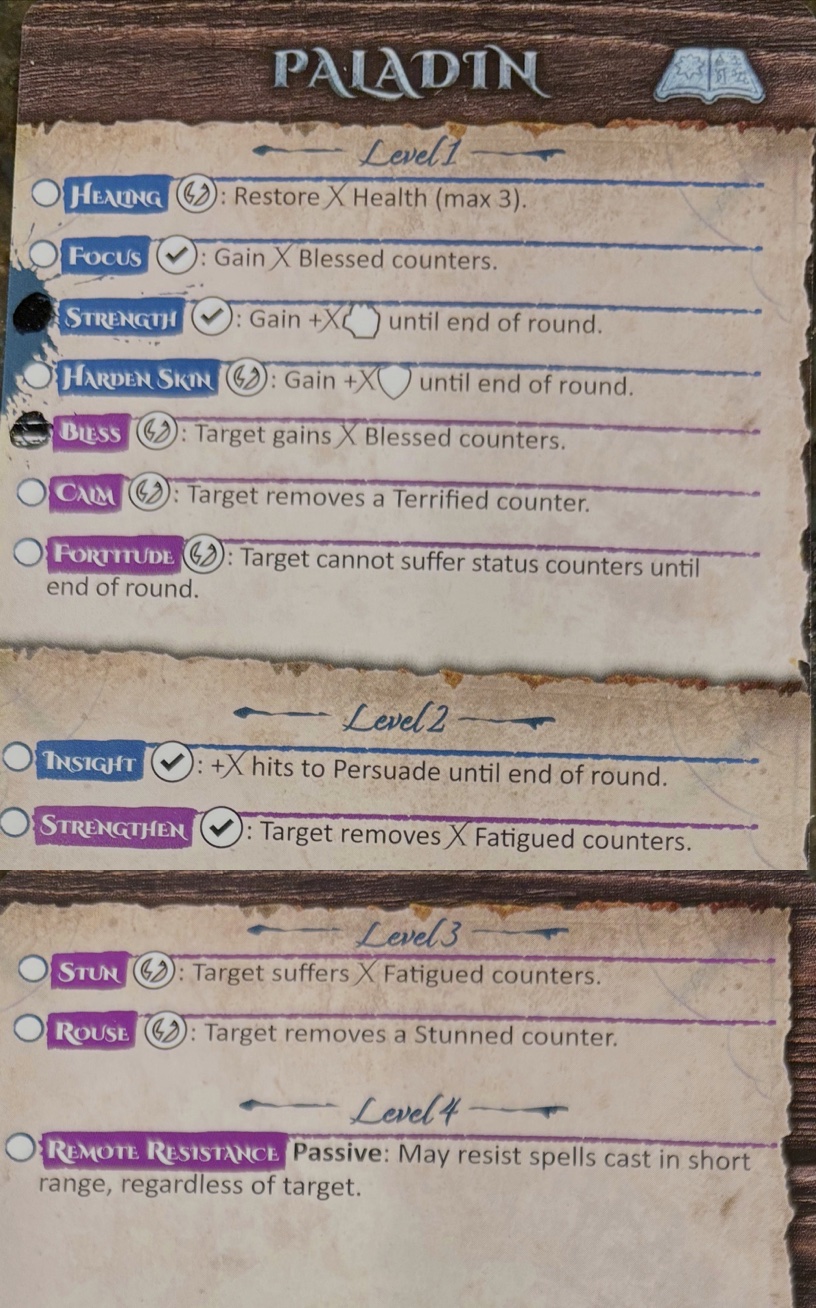 PALADIN
Level 1
HEALING : Restore X Health (max 3).
FOCUS : Gain X Blessed counters.
STRENGTH : Gain +X until end of round.
HARDEN SKIN : Gain +X until end of round.
BLESS : Target gains X Blessed counters.
CALM : Target removes a Terrified counter.
FORTITUDE : Target cannot suffer status counters until
end of round.
Level 2
INSIGHT : +X hits to Persuade until end of round.
STRENGTHEN : Target removes X Fatigued counters.
Level 3
STUN : Target suffers X Fatigued counters.
ROUSE : Target removes a Stunned counter.
Level 4
REMOTE RESISTANCE Passive: May resist spells cast in short
range, regardless of target.